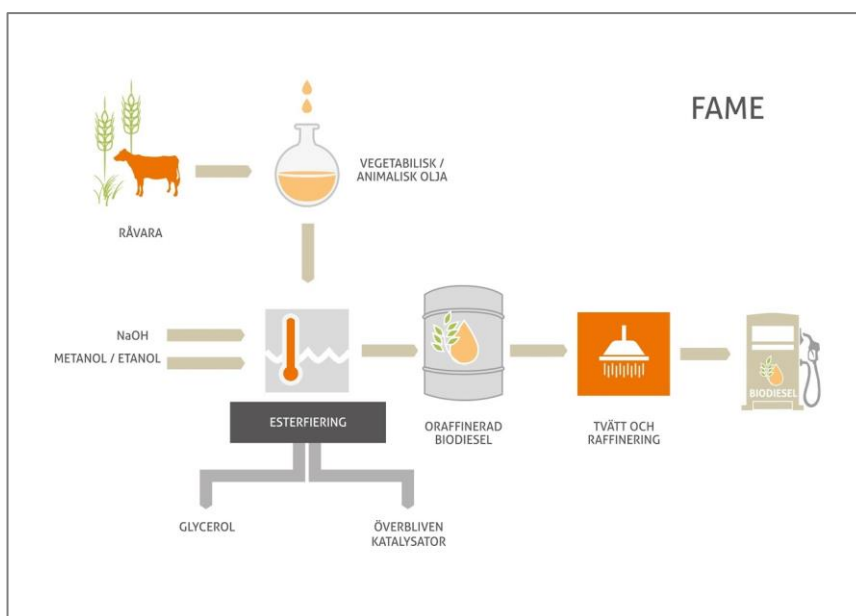 FAME
VEGETABILISK /
ANIMALISK OLJA
RÅVARA
NaOH
METANOL / ETANOL
ESTERFIERING
ORAFFINERAD
BIODIESEL
TVÄTT OCH
RAFFINERING
BIODIESEL
GLYCEROL
ÖVERBLIVEN
KATALYSATOR